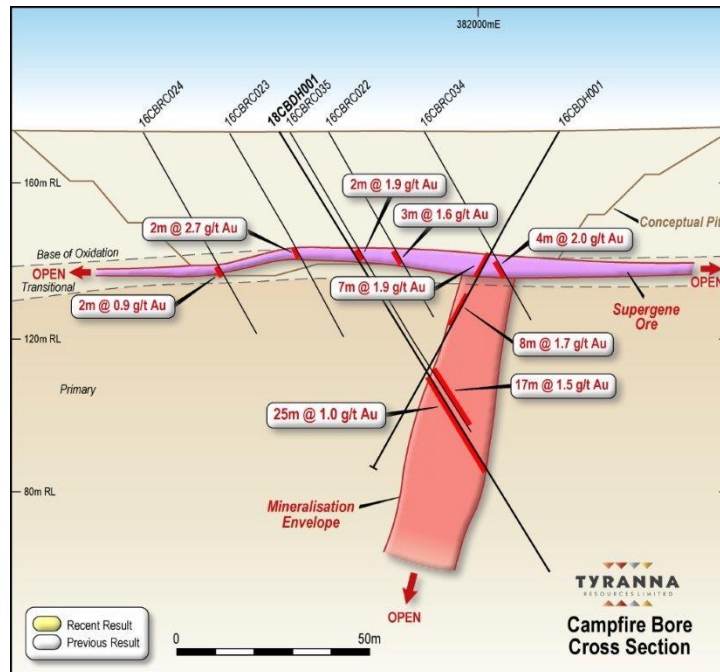 382000mE
16CBRC024
16CBRC023
18CBDH001
16CBRC035
16CBRC022
16CBRC034
16CBDH001
160m RL
2m @ 1.9 g/t Au
2m @ 2.7 g/t Au
3m @ 1.6 g/t Au
Conceptual Pit
4m @ 2.0 g/t Au
Base of Oxidation
OPEN
Transitional
7m @ 1.9 g/t Au
OPEN
2m @ 0.9 g/t Au
Supergene
Ore
120m RL
8m @ 1.7 g/t Au
Primary
17m @ 1.5 g/t Au
25m @ 1.0 g/t Au
80m RL
Mineralisation
Envelope
OPEN
TYRANNA
RESOURCES LIMITED
Campfire Bore
Cross Section
Recent Result
Previous Result
0
50m